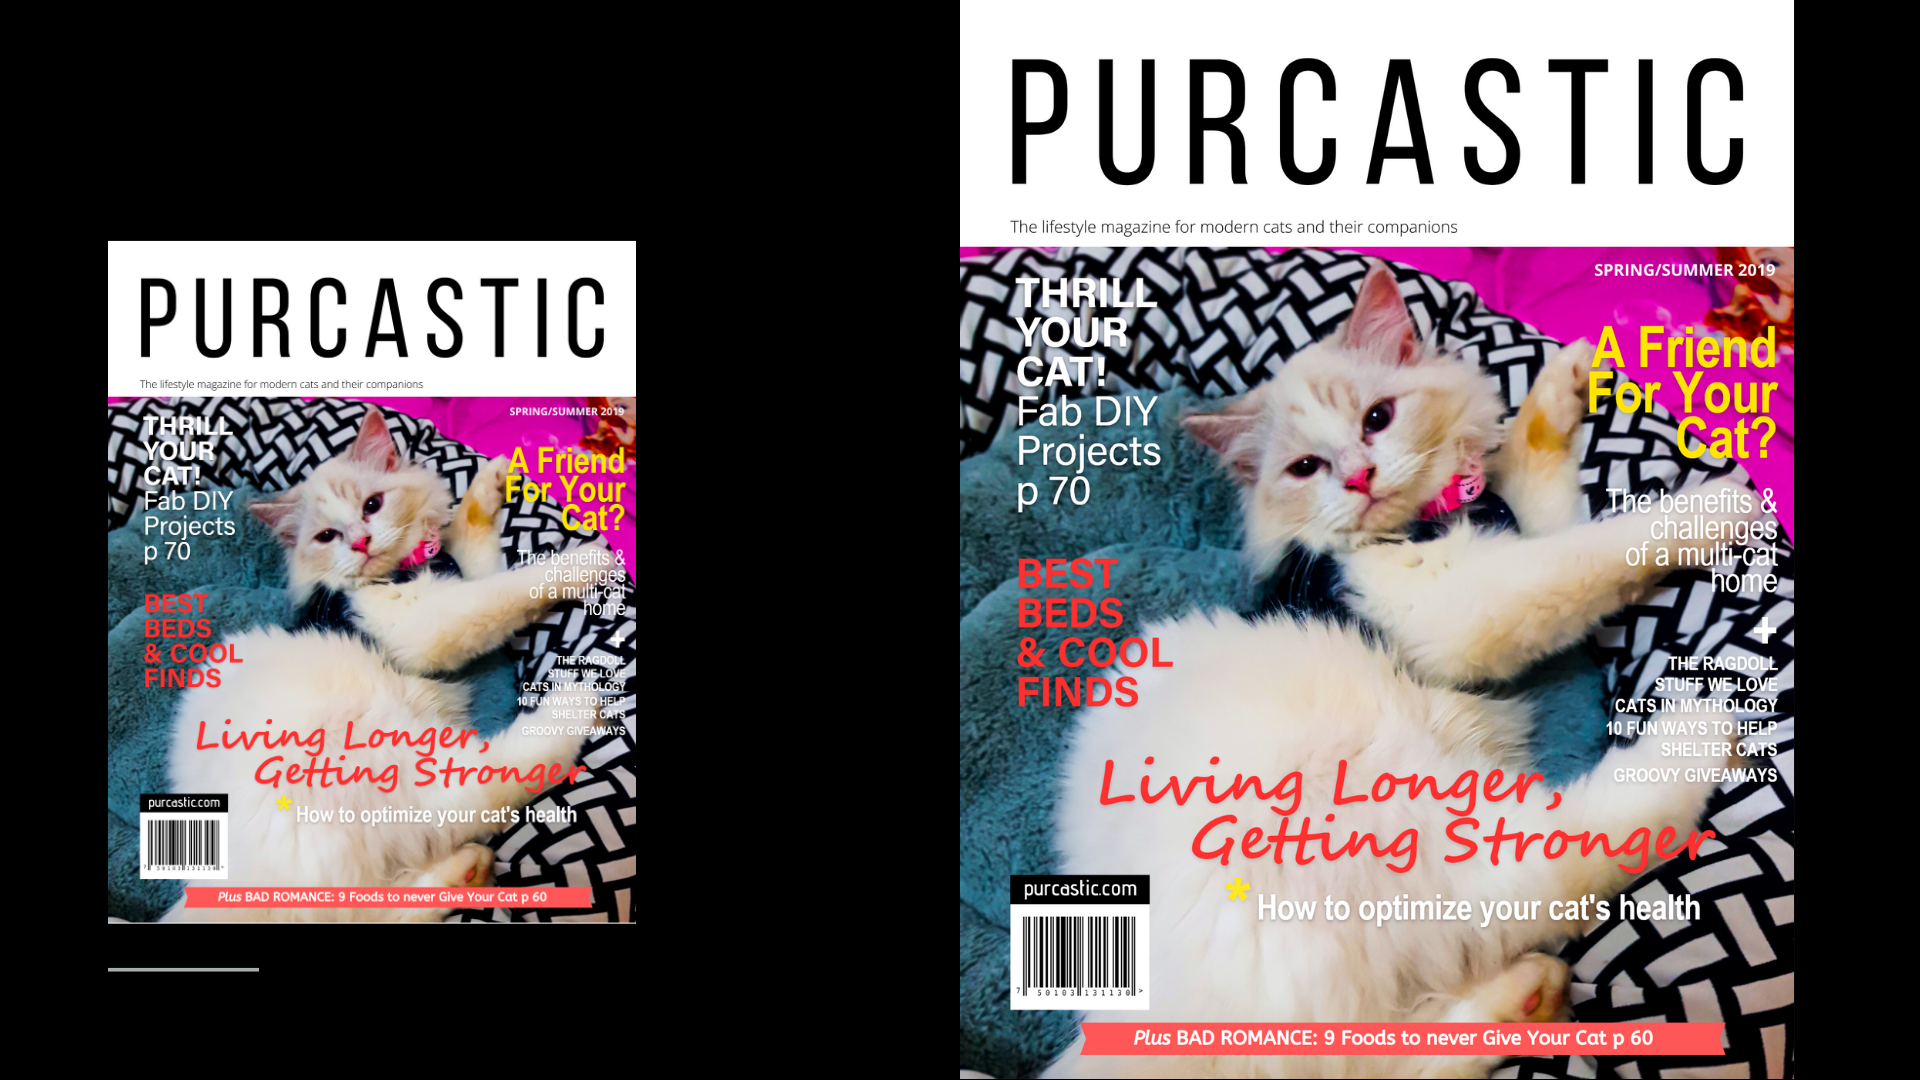 PURCASTIC
The lifestyle magazine for modern cats and their companions
SPRING/SUMMER 2019
THRILL
YOUR
CAT!
Fab DIY
Projects
p 70
A Friend
For Your
Cat?
The benefits &
challenges
of a multi-cat
home
BEST
BEDS
& COOL
FINDS
+
THE RAGDOLL
STUFF WE LOVE
CATS IN MYTHOLOGY
10 FUN WAYS TO HELP
SHELTER CATS
GROOVY GIVEAWAYS
Living Longer,
Getting Stronger
* How to optimize your cat's health
purcastic.com
7 50103 131130 >
Plus BAD ROMANCE: 9 Foods to never Give Your Cat p 60
PURCASTIC
The lifestyle magazine for modern cats and their companions
SPRING/SUMMER 2019
THRILL
YOUR
CAT!
Fab DIY
Projects
p 70
A Friend
For Your
Cat?
The benefits &
challenges
of a multi-cat
home
BEST
BEDS
& COOL
FINDS
+
THE RAGDOLL
STUFF WE LOVE
CATS IN MYTHOLOGY
10 FUN WAYS TO HELP
SHELTER CATS
GROOVY GIVEAWAYS
Living Longer,
Getting Stronger
* How to optimize your cat's health
purcastic.com
7 50103 131130 >
Plus BAD ROMANCE: 9 Foods to never Give Your Cat p 60